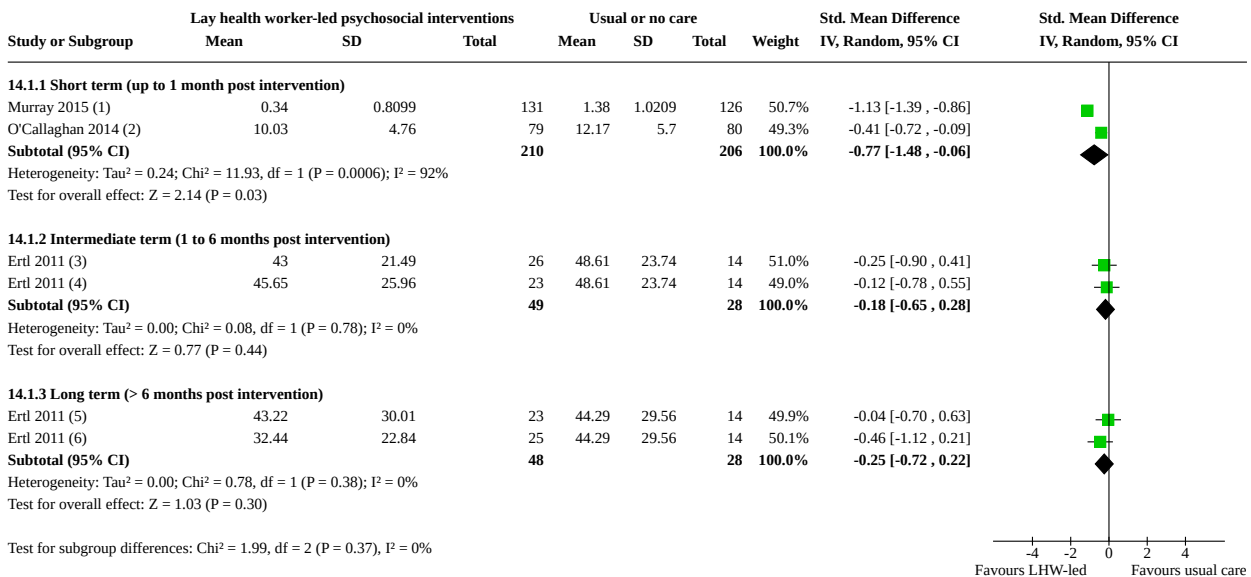 Lay health worker-led psychosocial interventions Usual or no care Std. Mean Difference Std. Mean Difference
Study or Subgroup Mean SD Total Mean SD Total Weight IV, Random, 95% CI IV, Random, 95% CI
14.1.1 Short term (up to 1 month post intervention)
Murray 2015 (1) 0.34 0.8099 131 1.38 1.0209 126 50.7% -1.13 [-1.39 , -0.86]
O'Callaghan 2014 (2) 10.03 4.76 79 12.17 5.7 80 49.3% -0.41 [-0.72 , -0.09]
Subtotal (95% CI) 210 206 100.0% -0.77 [-1.48 , -0.06]
Heterogeneity: Tau² = 0.24; Chi² = 11.93, df = 1 (P = 0.0006); I² = 92%
Test for overall effect: Z = 2.14 (P = 0.03)
14.1.2 Intermediate term (1 to 6 months post intervention)
Ertl 2011 (3) 43 21.49 26 48.61 23.74 14 51.0% -0.25 [-0.90 , 0.41]
Ertl 2011 (4) 45.65 25.96 23 48.61 23.74 14 49.0% -0.12 [-0.78 , 0.55]
Subtotal (95% CI) 49 28 100.0% -0.18 [-0.65 , 0.28]
Heterogeneity: Tau² = 0.00; Chi² = 0.08, df = 1 (P = 0.78); I² = 0%
Test for overall effect: Z = 0.77 (P = 0.44)
14.1.3 Long term (> 6 months post intervention)
Ertl 2011 (5) 43.22 30.01 23 44.29 29.56 14 49.9% -0.04 [-0.70 , 0.63]
Ertl 2011 (6) 32.44 22.84 25 44.29 29.56 14 50.1% -0.46 [-1.12 , 0.21]
Subtotal (95% CI) 48 28 100.0% -0.25 [-0.72 , 0.22]
Heterogeneity: Tau² = 0.00; Chi² = 0.78, df = 1 (P = 0.38); I² = 0%
Test for overall effect: Z = 1.03 (P = 0.30)
Test for subgroup differences: Chi² = 1.99, df = 2 (P = 0.37), I² = 0%
-4 -2 0 2 4
Favours LHW-led Favours usual care